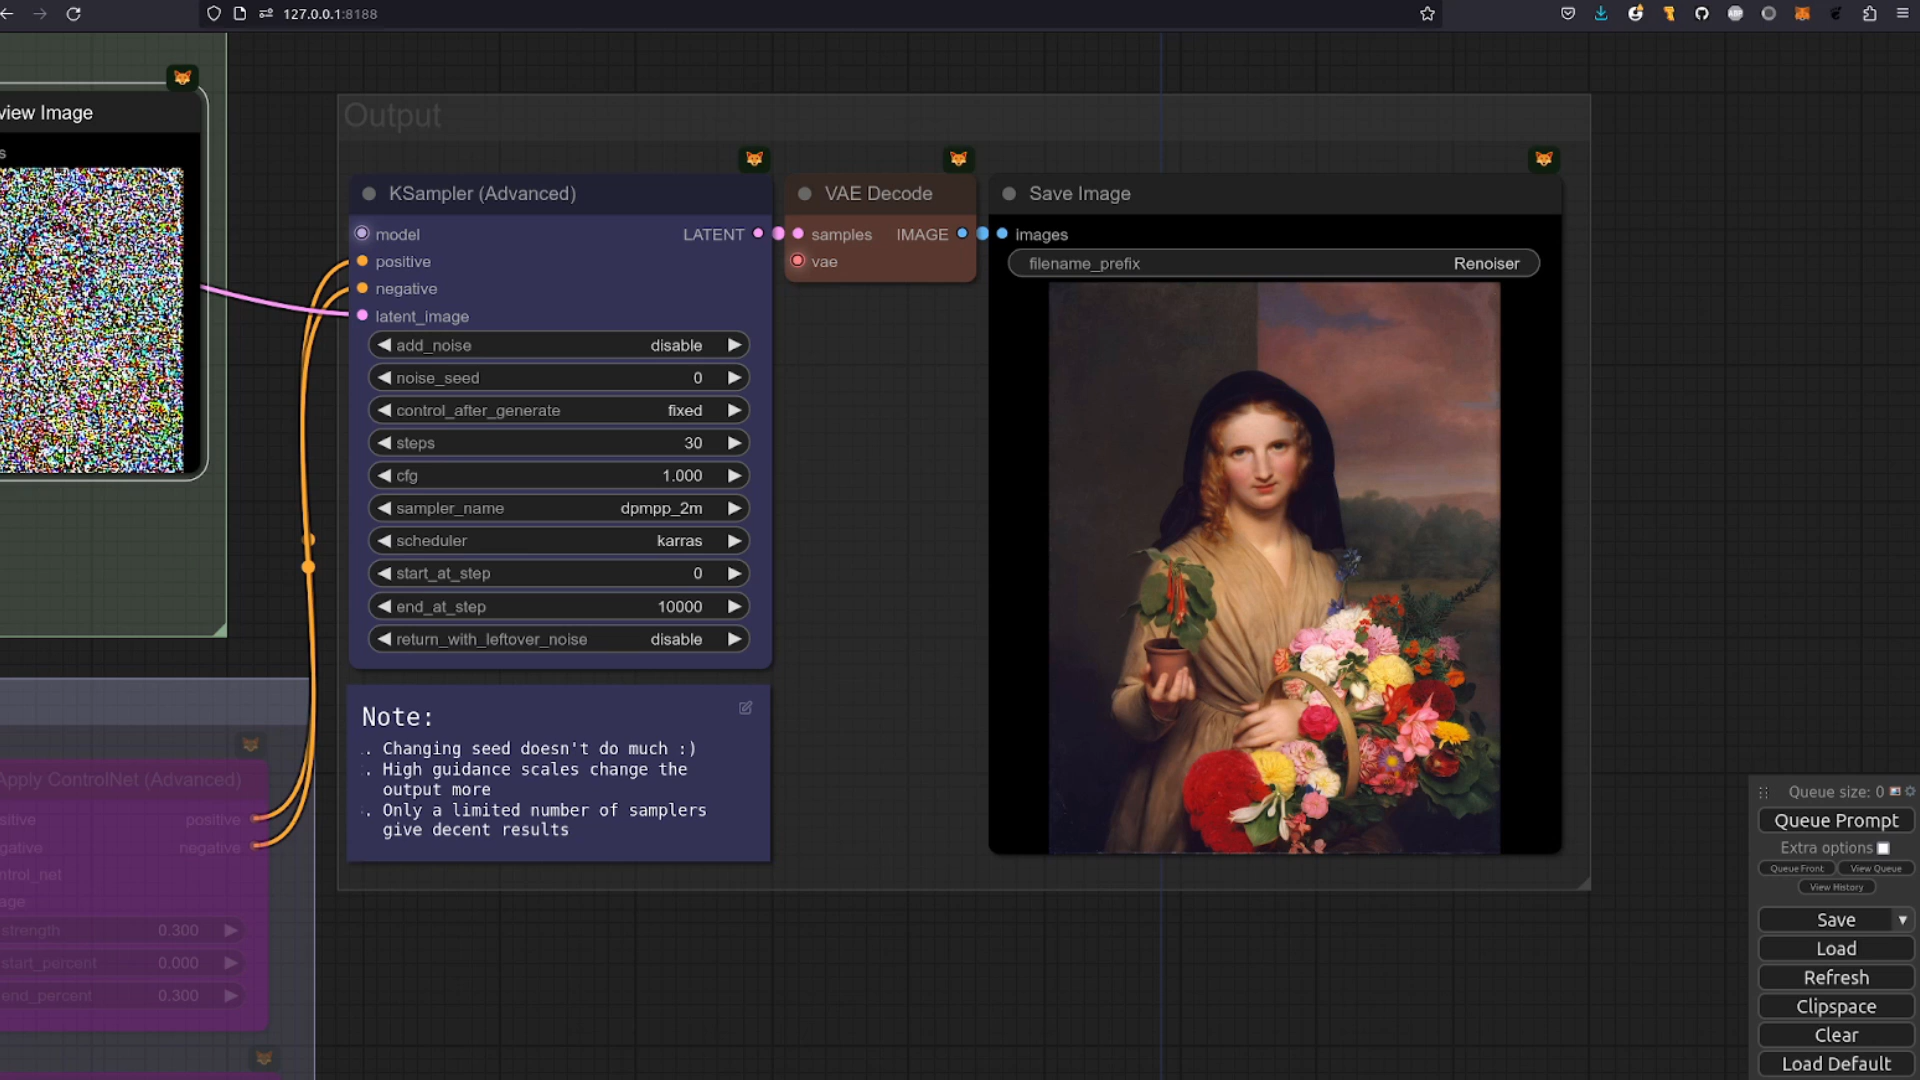 127.0.0.1:8188
view Image
s
Output
KSampler (Advanced)
model
LATENT
positive
negative
latent_image
add_noise disable
noise_seed 0
control_after_generate fixed
steps 30
cfg 1.000
sampler_name dpmpp_2m
scheduler karras
start_at_step 0
end_at_step 10000
return_with_leftover_noise disable
VAE Decode
samples IMAGE
vae
Save Image
images
filename_prefix Renoiser
Note:
. Changing seed doesn't do much :)
. High guidance scales change the
output more
. Only a limited number of samplers
give decent results
Apply ControlNet (Advanced)
sitive positive
gative negative
ntrol_net
age
strength 0.300
start_percent 0.000
end_percent 0.300
Queue size: 0
Queue Prompt
Extra options
Queue Front View Queue
View History
Save ▼
Load
Refresh
Clipspace
Clear
Load Default